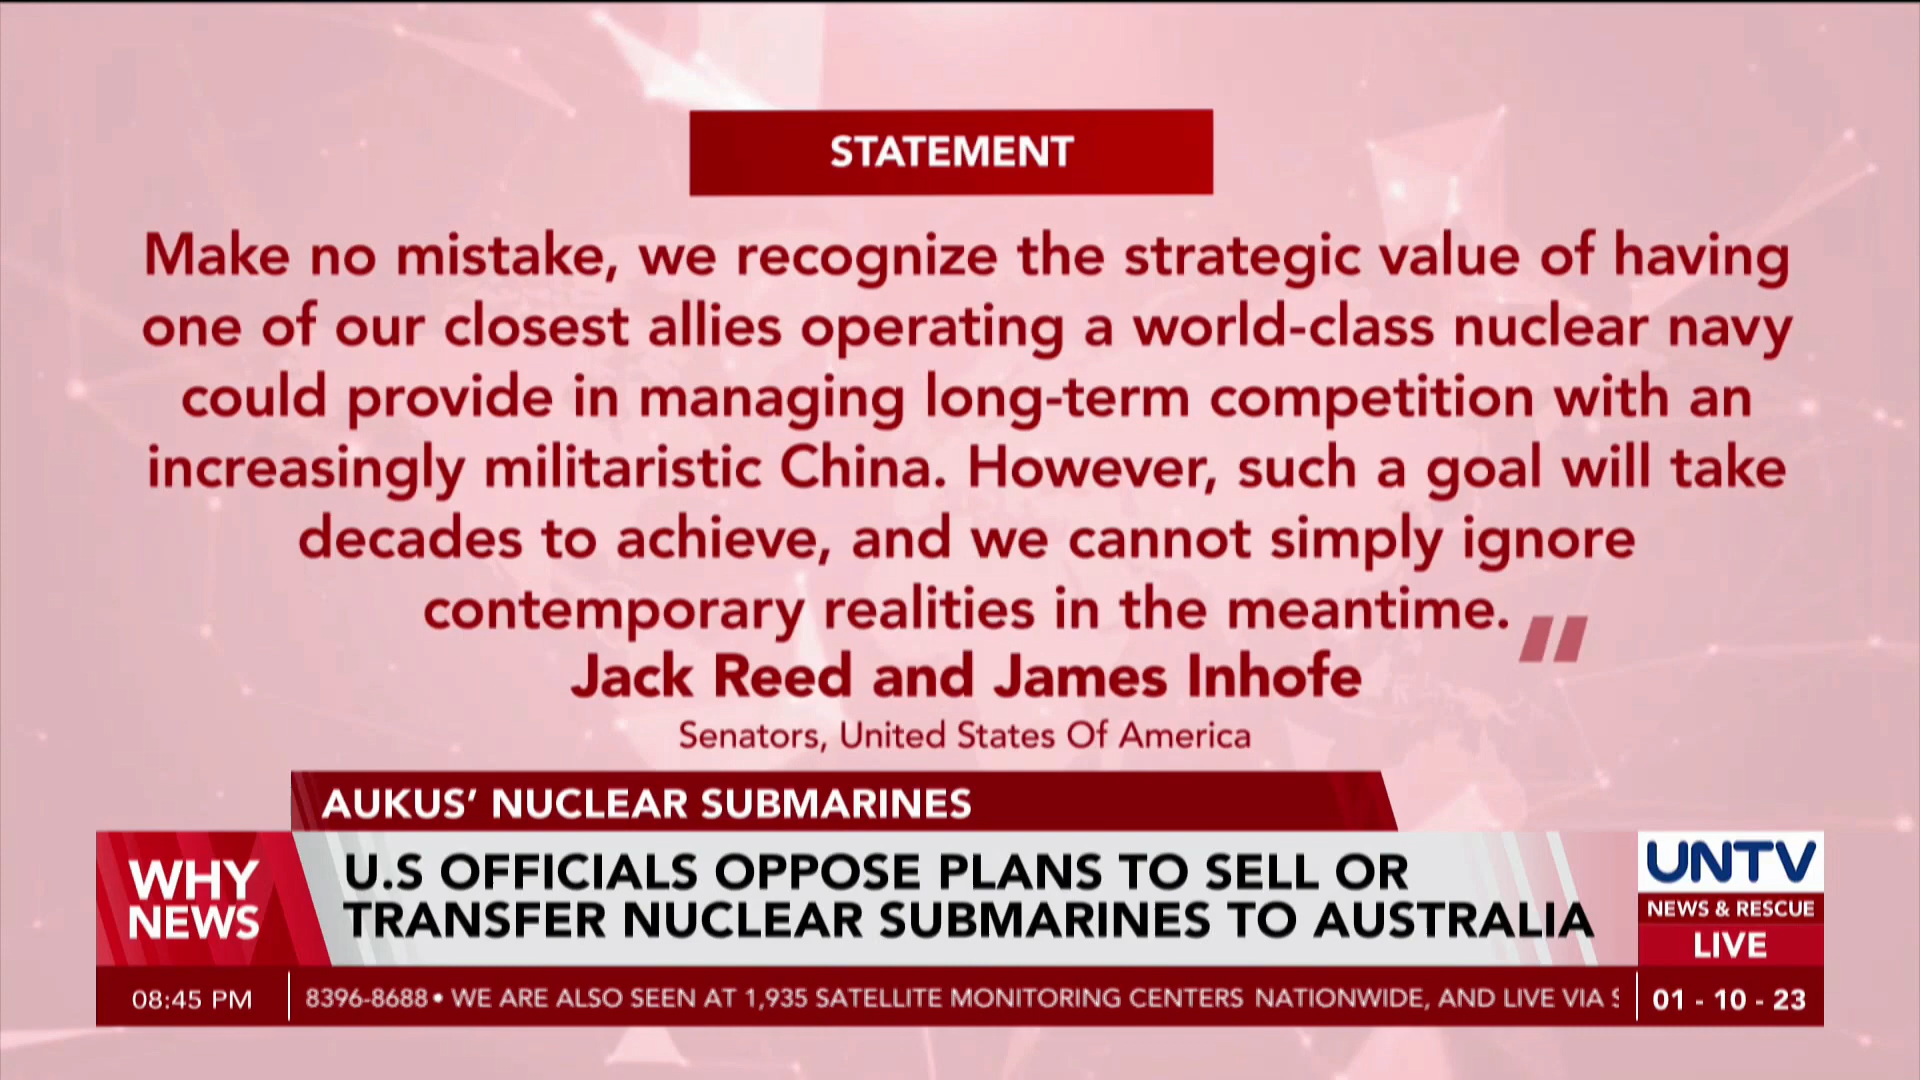 STATEMENT
Make no mistake, we recognize the strategic value of having
one of our closest allies operating a world-class nuclear navy
could provide in managing long-term competition with an
increasingly militaristic China. However, such a goal will take
decades to achieve, and we cannot simply ignore
contemporary realities in the meantime. "
Jack Reed and James Inhofe
Senators, United States Of America
AUKUS’ NUCLEAR SUBMARINES
WHY
NEWS
U.S OFFICIALS OPPOSE PLANS TO SELL OR
TRANSFER NUCLEAR SUBMARINES TO AUSTRALIA
UNTV
NEWS & RESCUE
LIVE
08:45 PM
8396-8688• WE ARE ALSO SEEN AT 1,935 SATELLITE MONITORING CENTERS NATIONWIDE, AND LIVE VIA
01 - 10 - 23